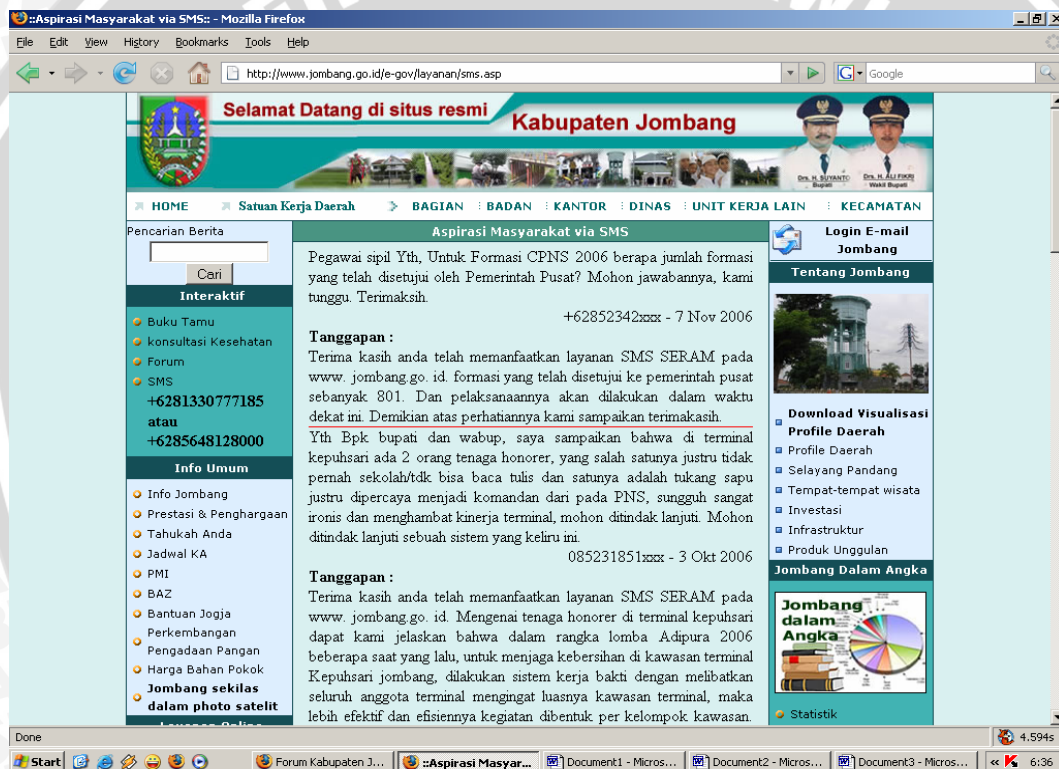 ::Aspirasi Masyarakat via SMS:: - Mozilla Firefox
File Edit View History Bookmarks Tools Help
http://www.jombang.go.id/e-gov/layanan/sms.asp
Google
Selamat Datang di situs resmi
Kabupaten Jombang
Drs. H. SUYANTO
Bupati
Drs. H. ALI FIKRI
Wakil Bupati
HOME Satuan Kerja Daerah BAGIAN BADAN KANTOR DINAS UNIT KERJA LAIN KECAMATAN
Pencarian Berita
Cari
Interaktif
Buku Tamu
konsultasi Kesehatan
Forum
SMS
+6281330777185
atau
+6285648128000
Info Umum
Info Jombang
Prestasi & Penghargaan
Tahukah Anda
Jadwal KA
PMI
BAZ
Bantuan Jogja
Perkembangan
Pengadaan Pangan
Harga Bahan Pokok
Jombang sekilas
dalam photo satelit
Layanan Online
Aspirasi Masyarakat via SMS
Pegawai sipil Yth, Untuk Formasi CPNS 2006 berapa jumlah formasi
yang telah disetujui oleh Pemerintah Pusat? Mohon jawabannya, kami
tunggu. Terimaksih.
+62852342xxx - 7 Nov 2006
Tanggapan :
Terima kasih anda telah memanfaatkan layanan SMS SERAM pada
www. jombang.go. id. formasi yang telah disetujui ke pemerintah pusat
sebanyak 801. Dan pelaksanaannya akan dilakukan dalam waktu
dekat ini. Demikian atas perhatiannya kami sampaikan terimakasih.
Yth Bpk bupati dan wabup, saya sampaikan bahwa di terminal
kepuhsari ada 2 orang tenaga honorer, yang salah satunya justru tidak
pernah sekolah/tdk bisa baca tulis dan satunya adalah tukang sapu
justru dipercaya menjadi komandan dari pada PNS, sungguh sangat
ironis dan menghambat kinerja terminal, mohon ditindak lanjuti. Mohon
ditindak lanjuti sebuah sistem yang keliru ini.
085231851xxx - 3 Okt 2006
Tanggapan :
Terima kasih anda telah memanfaatkan layanan SMS SERAM pada
www. jombang.go. id. Mengenai tenaga honorer di terminal kepuhsari
dapat kami jelaskan bahwa dalam rangka lomba Adipura 2006
beberapa saat yang lalu, untuk menjaga kebersihan di kawasan terminal
Kepuhsari jombang, dilakukan sistem kerja bakti dengan melibatkan
seluruh anggota terminal mengingat luasnya kawasan terminal, maka
lebih efektif dan efisiennya kegiatan dibentuk per kelompok kawasan.
Login E-mail
Jombang
Tentang Jombang
Download Visualisasi
Profile Daerah
Profile Daerah
Selayang Pandang
Tempat-tempat wisata
Investasi
Infrastruktur
Produk Unggulan
Jombang Dalam Angka
Jombang
dalam
Angka
Statistik
Done
4.594s
Start
Forum Kabupaten J...
::Aspirasi Masyar...
Document1 - Micros...
Document2 - Micros...
Document3 - Micros...
6:36